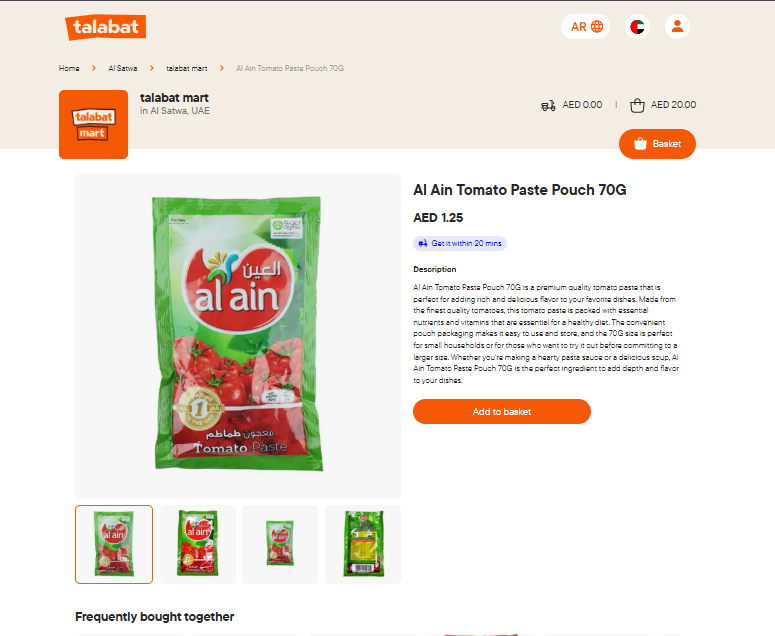 talabat
AR
Home > Al Satwa > talabat mart > Al Ain Tomato Paste Pouch 70G
talabat
mart
talabat mart
in Al Satwa, UAE
AED 0.00 | AED 20.00
Basket
العين
al ain
معجون طماطم
Tomato Paste
Al Ain Tomato Paste Pouch 70G
AED 1.25
Get it within 20 mins
Description
Al Ain Tomato Paste Pouch 70G is a premium quality tomato paste that is
perfect for adding rich and delicious flavor to your favorite dishes. Made from
the finest quality tomatoes, this tomato paste is packed with essential
nutrients and vitamins that are essential for a healthy diet. The convenient
pouch packaging makes it easy to use and store, and the 70G size is perfect
for small households or for those who want to try it out before committing to a
larger size. Whether you're making a hearty pasta sauce or a delicious soup, Al
Ain Tomato Paste Pouch 70G is the perfect ingredient to add depth and flavor
to your dishes.
Add to basket
al ain
al ain
al ain
Frequently bought together